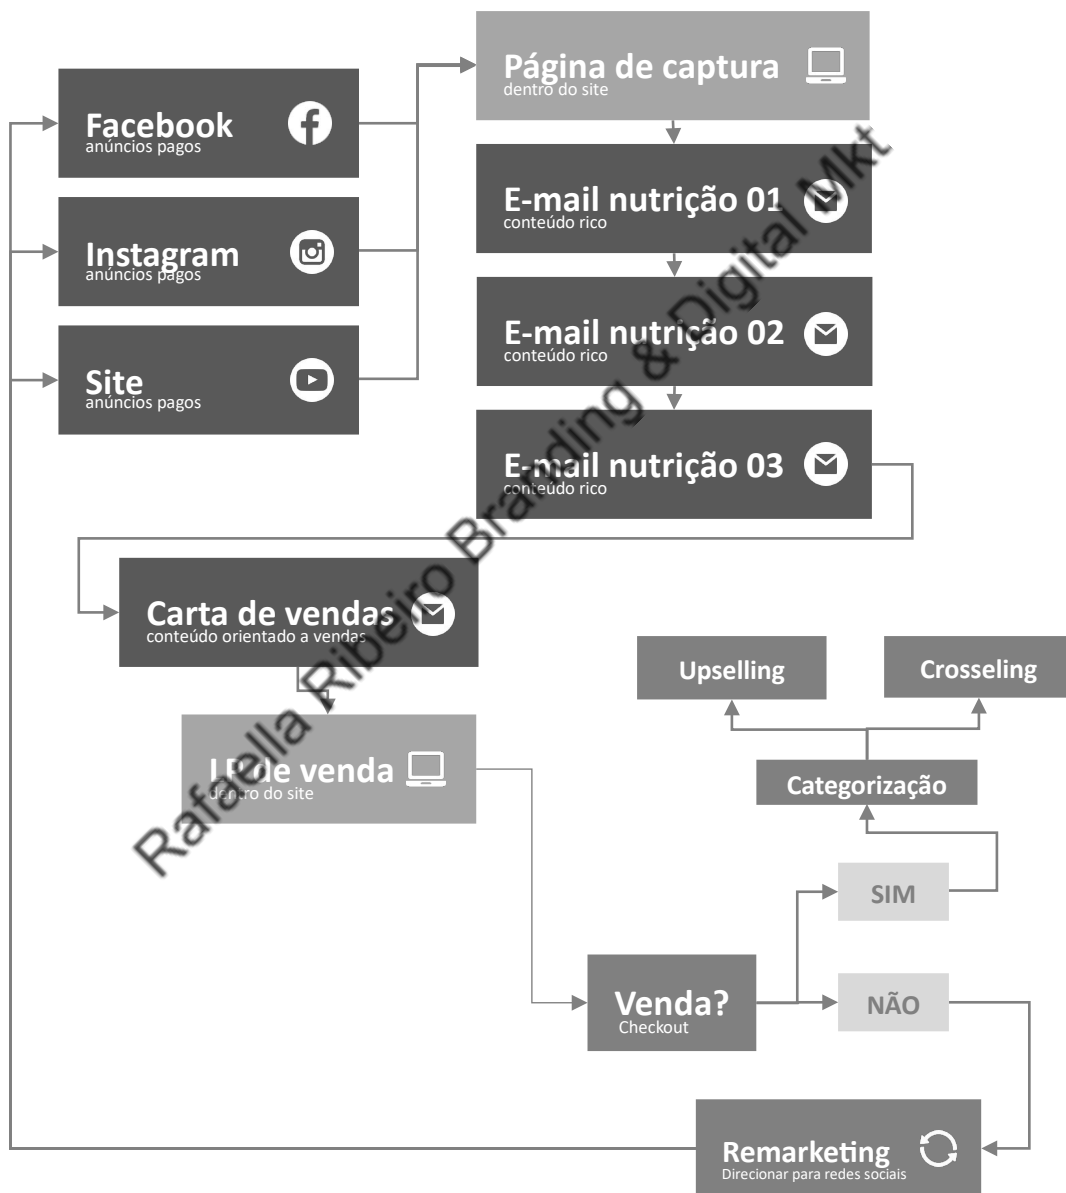 Página de captura
dentro do site
Facebook
anúncios pagos
Instagram
anúncios pagos
Site
anúncios pagos
E-mail nutrição 01
conteúdo rico
E-mail nutrição 02
conteúdo rico
E-mail nutrição 03
conteúdo rico
Carta de vendas
conteúdo orientado a vendas
LP de venda
dentro do site
Upselling
Crosseling
Categorização
SIM
Venda?
Checkout
NÃO
Remarketing
Direcionar para redes sociais
Rafaella Ribeiro Branding & Digital Mkt